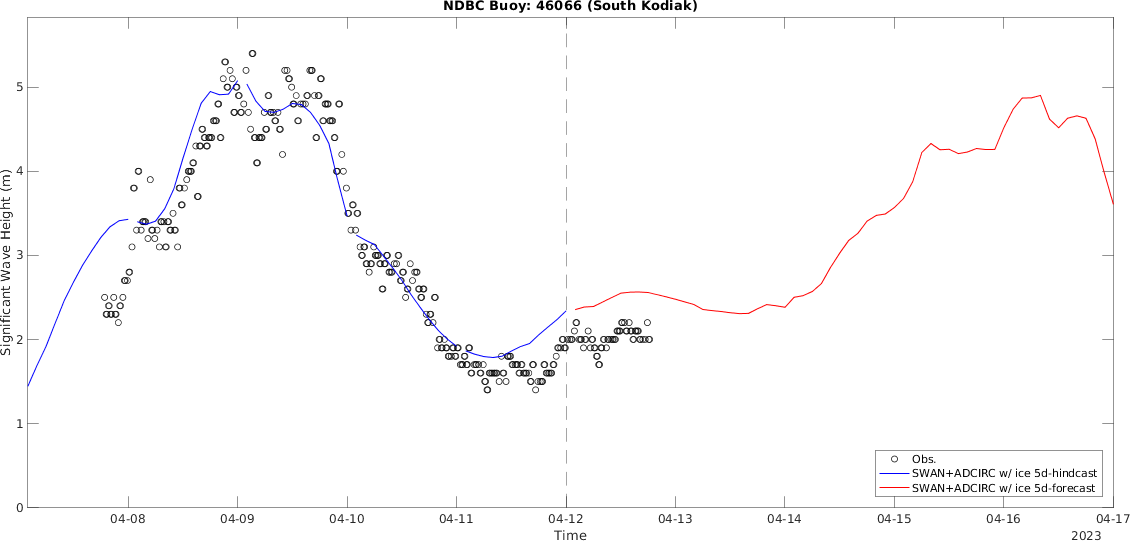 NDBC Buoy: 46066 (South Kodiak)
Significant Wave Height (m)
5
4
3
2
1
0
Obs.
SWAN+ADCIRC w/ ice 5d-hindcast
SWAN+ADCIRC w/ ice 5d-forecast
04-08 04-09 04-10 04-11 04-12 04-13 04-14 04-15 04-16 04-17
Time
2023